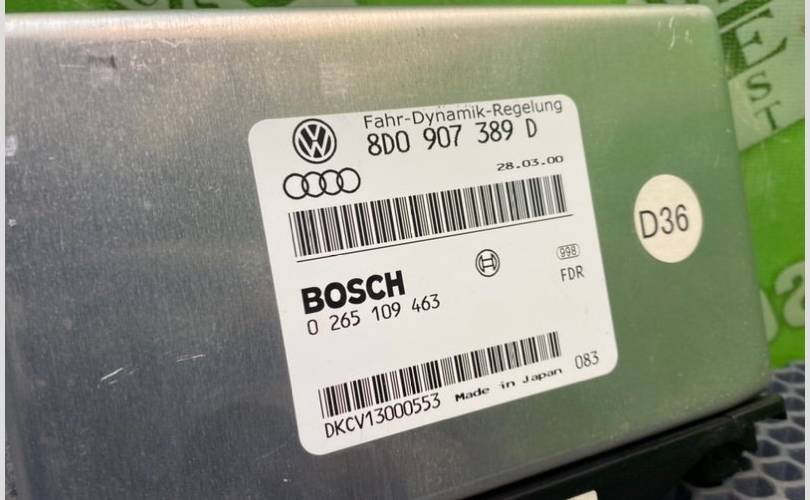 Fahr-Dynamik-Regelung
8D0 907 389 D
28.03.00
BOSCH
0 265 109 463
998
FDR
083
Made in Japan
DKCV13000553
D36
EST